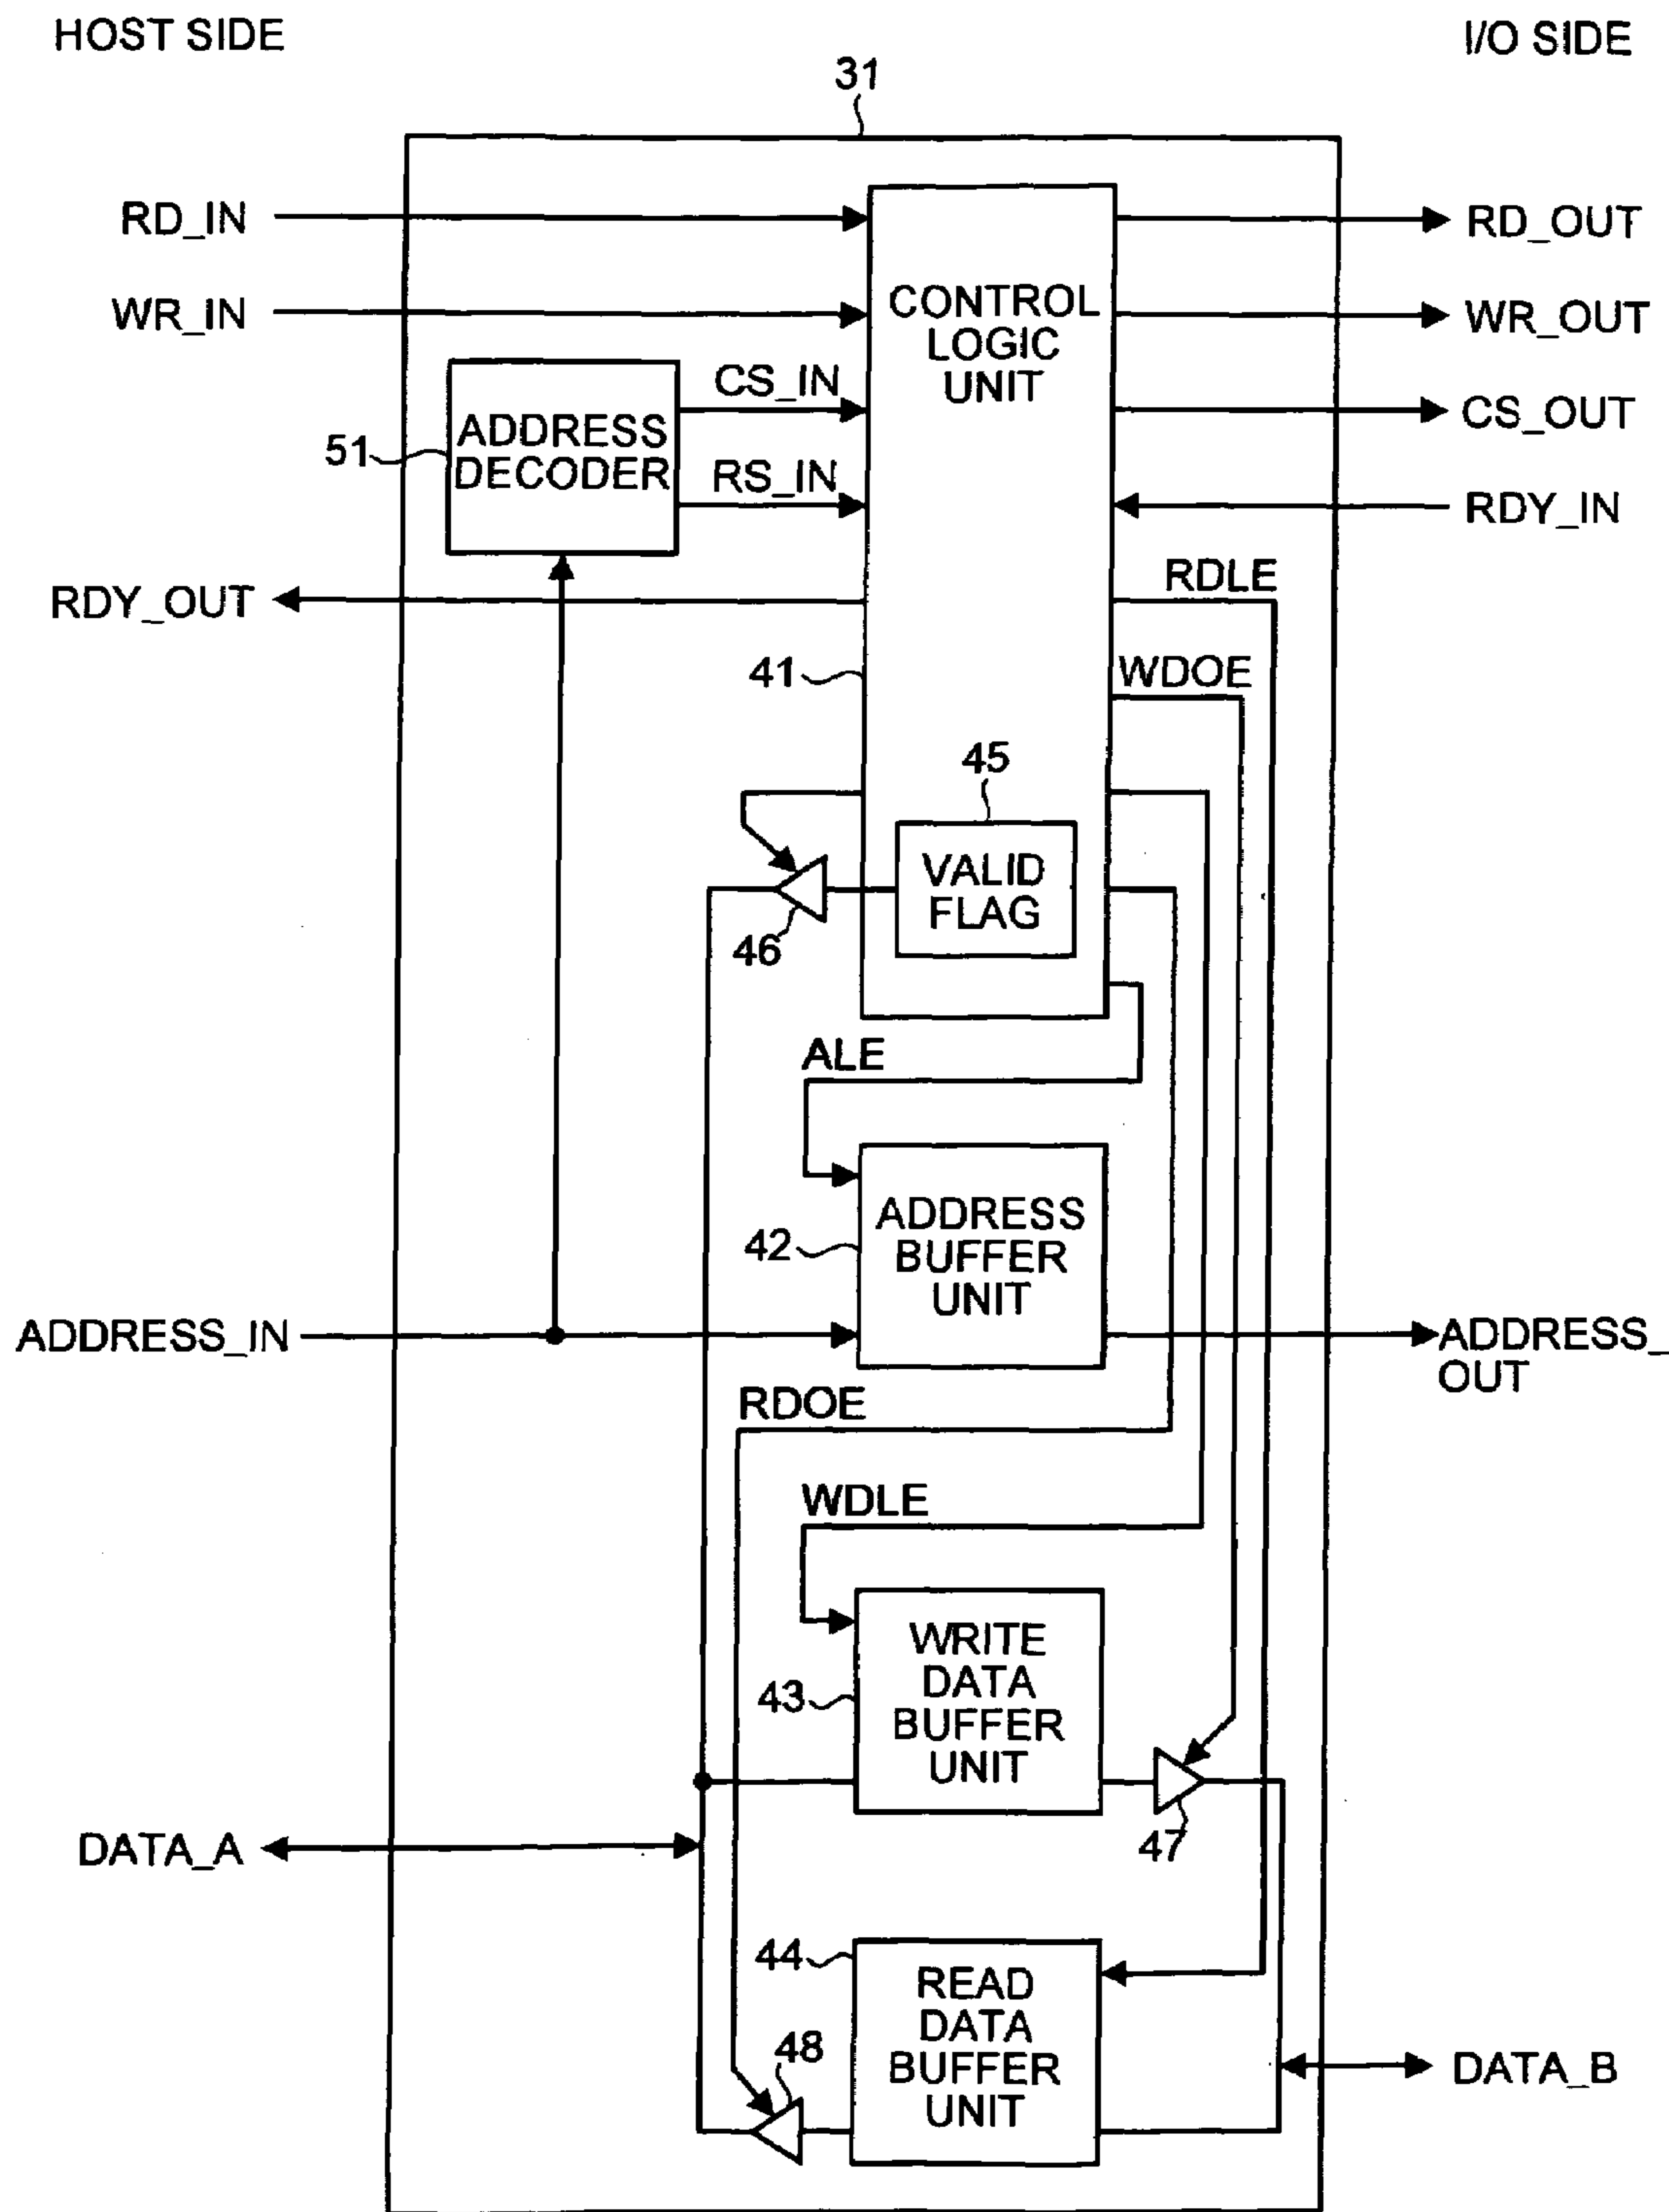 HOST SIDE
I/O SIDE
31
RD_IN
RD_OUT
WR_IN
CONTROL
LOGIC
UNIT
WR_OUT
CS_IN
CS_OUT
51
ADDRESS
DECODER
RS_IN
RDY_IN
RDY_OUT
RDLE
41
WDOE
45
VALID
FLAG
46
ALE
42
ADDRESS
BUFFER
UNIT
ADDRESS_IN
ADDRESS_
OUT
RDOE
WDLE
43
WRITE
DATA
BUFFER
UNIT
47
DATA_A
44
READ
DATA
BUFFER
UNIT
48
DATA_B